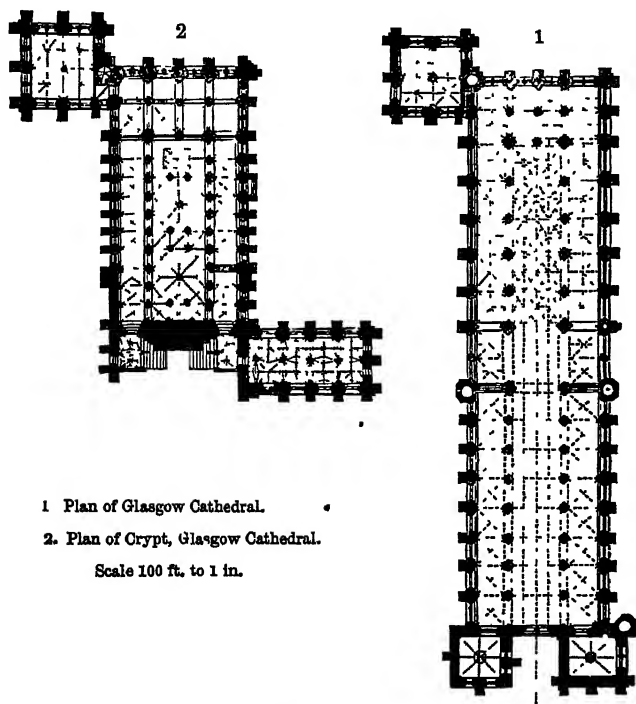 2
1
1 Plan of Glasgow Cathedral.
2. Plan of Crypt, Glasgow Cathedral.
Scale 100 ft. to 1 in.